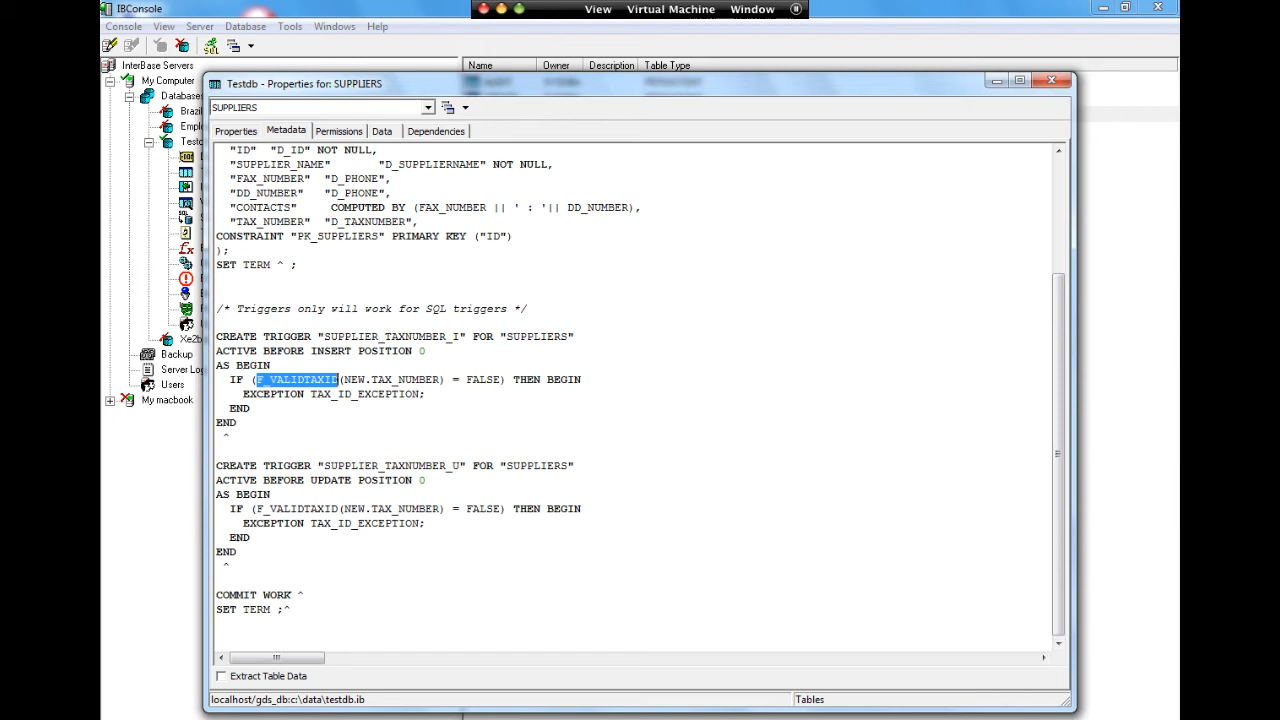 IBConsole
View Virtual Machine Window
Console View Server Database Tools Windows Help
InterBase Servers
Name Owner Description Table Type
My Computer
Databas
Brazil
Empl
Testd
Xe2b
Backup
Server Log
Users
My macbook
Testdb - Properties for: SUPPLIERS
SUPPLIERS
Properties Metadata Permissions Data Dependencies
"ID" "D_ID" NOT NULL,
"SUPPLIER_NAME" "D_SUPPLIERNAME" NOT NULL,
"FAX_NUMBER" "D_PHONE",
"DD_NUMBER" "D_PHONE",
"CONTACTS" COMPUTED BY (FAX_NUMBER || ' : '|| DD_NUMBER),
"TAX_NUMBER" "D_TAXNUMBER",
CONSTRAINT "PK_SUPPLIERS" PRIMARY KEY ("ID")
);
SET TERM ^ ;
/* Triggers only will work for SQL triggers */
CREATE TRIGGER "SUPPLIER_TAXNUMBER_I" FOR "SUPPLIERS"
ACTIVE BEFORE INSERT POSITION 0
AS BEGIN
IF (F_VALIDTAXID(NEW.TAX_NUMBER) = FALSE) THEN BEGIN
EXCEPTION TAX_ID_EXCEPTION;
END
END
^
CREATE TRIGGER "SUPPLIER_TAXNUMBER_U" FOR "SUPPLIERS"
ACTIVE BEFORE UPDATE POSITION 0
AS BEGIN
IF (F_VALIDTAXID(NEW.TAX_NUMBER) = FALSE) THEN BEGIN
EXCEPTION TAX_ID_EXCEPTION;
END
END
^
COMMIT WORK ^
SET TERM ;^
Extract Table Data
localhost/gds_db:c:\data\testdb.ib Tables